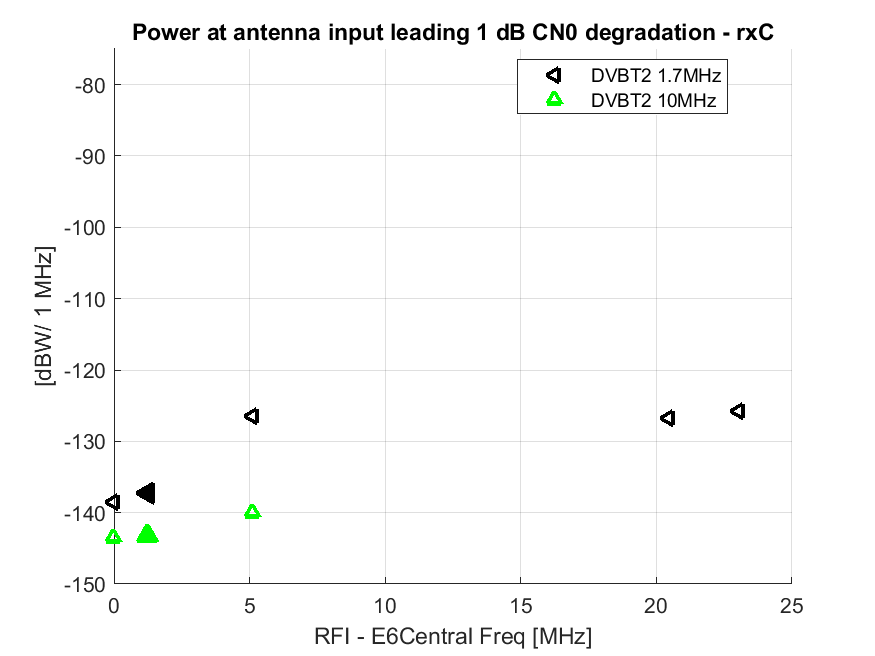 Power at antenna input leading 1 dB CN0 degradation - rxC
DVBT2 1.7MHz
DVBT2 10MHz
[dBW/ 1 MHz]
-80
-90
-100
-110
-120
-130
-140
-150
0 5 10 15 20 25
RFI - E6Central Freq [MHz]